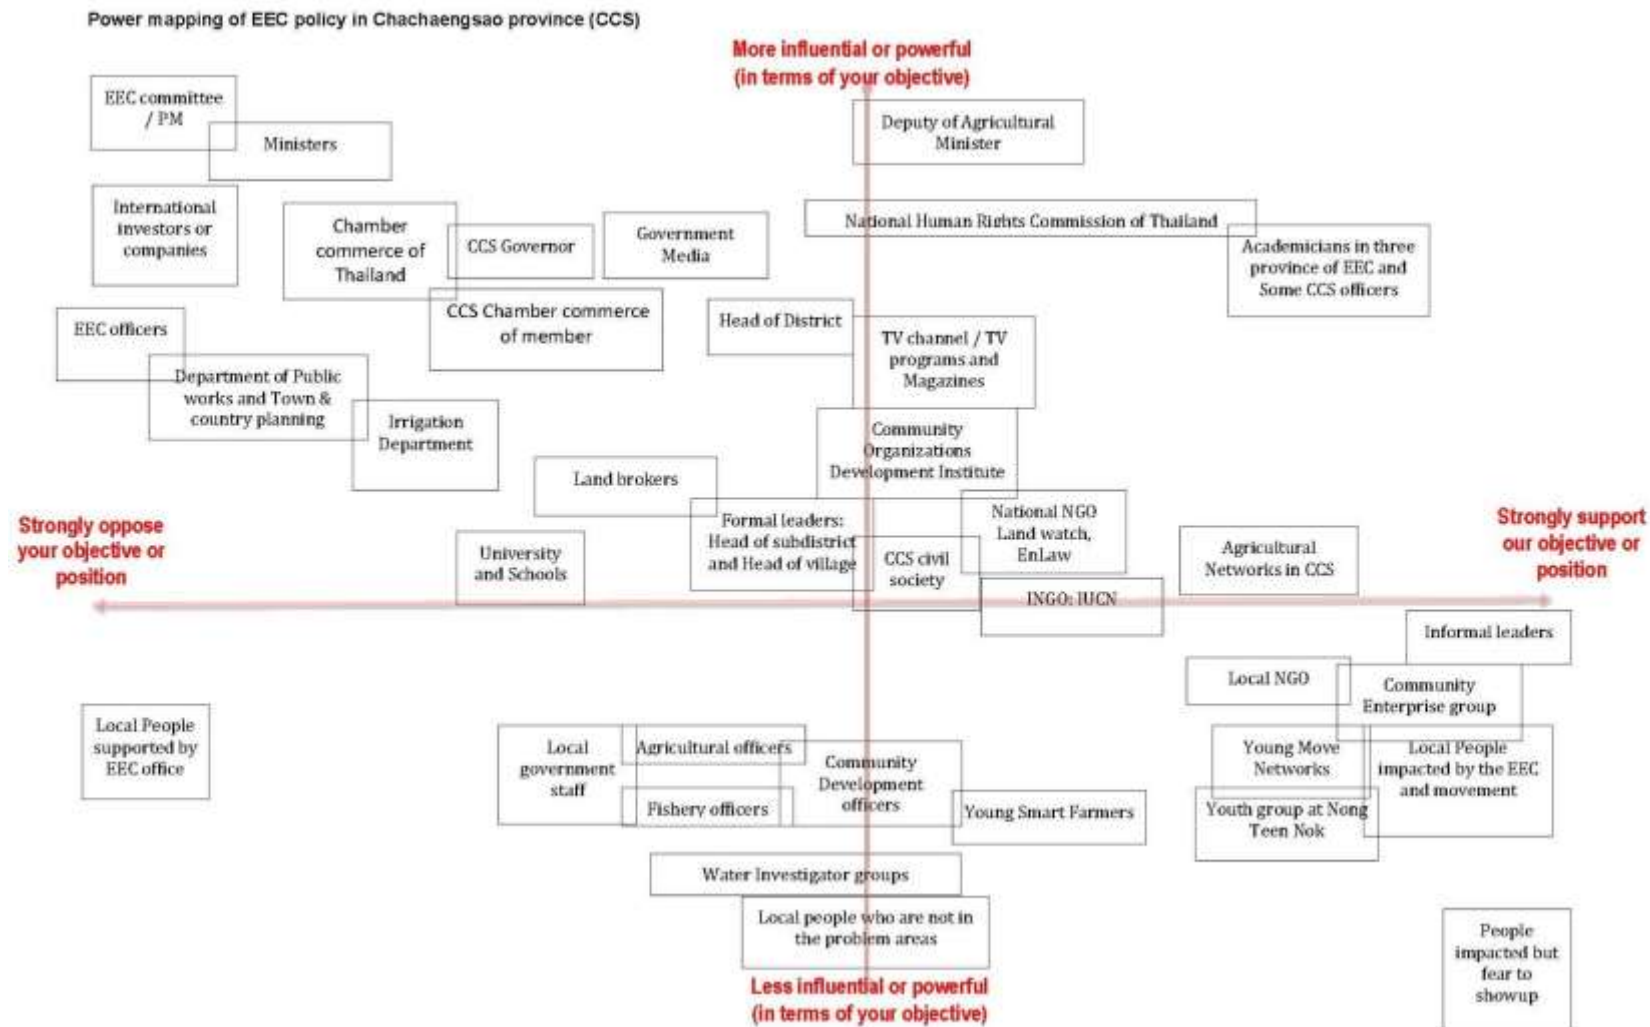 Power mapping of EEC policy in Chachaengsao province (CCS)
More influential or powerful
(in terms of your objective)
EEC committee
/ PM
Ministers
Deputy of Agricultural
Minister
International
investors or
companies
Chamber
commerce of
Thailand
CCS Governor
Government
Media
National Human Rights Commission of Thailand
Academicians in three
province of EEC and
Some CCS officers
EEC officers
CCS Chamber commerce
of member
Head of District
TV channel / TV
programs and
Magazines
Department of Public
works and Town &
country planning
Irrigation
Department
Community
Organizations
Development Institute
Land brokers
Strongly oppose
your objective or
position
University
and Schools
Formal leaders:
Head of subdistrict
and Head of village
CCS civil
society
National NGO
Land watch,
EnLaw
Agricultural
Networks in CCS
Strongly support
our objective or
position
INGO: IUCN
Informal leaders
Local NGO
Community
Enterprise group
Local People
supported by
EEC office
Local
government
staff
Agricultural officers
Fishery officers
Community
Development
officers
Young Smart Farmers
Young Move
Networks
Local People
impacted by the EEC
and movement
Youth group at Nong
Teen Nok
Water Investigator groups
Local people who are not in
the problem areas
People
impacted but
fear to
showup
Less influential or powerful
(in terms of your objective)